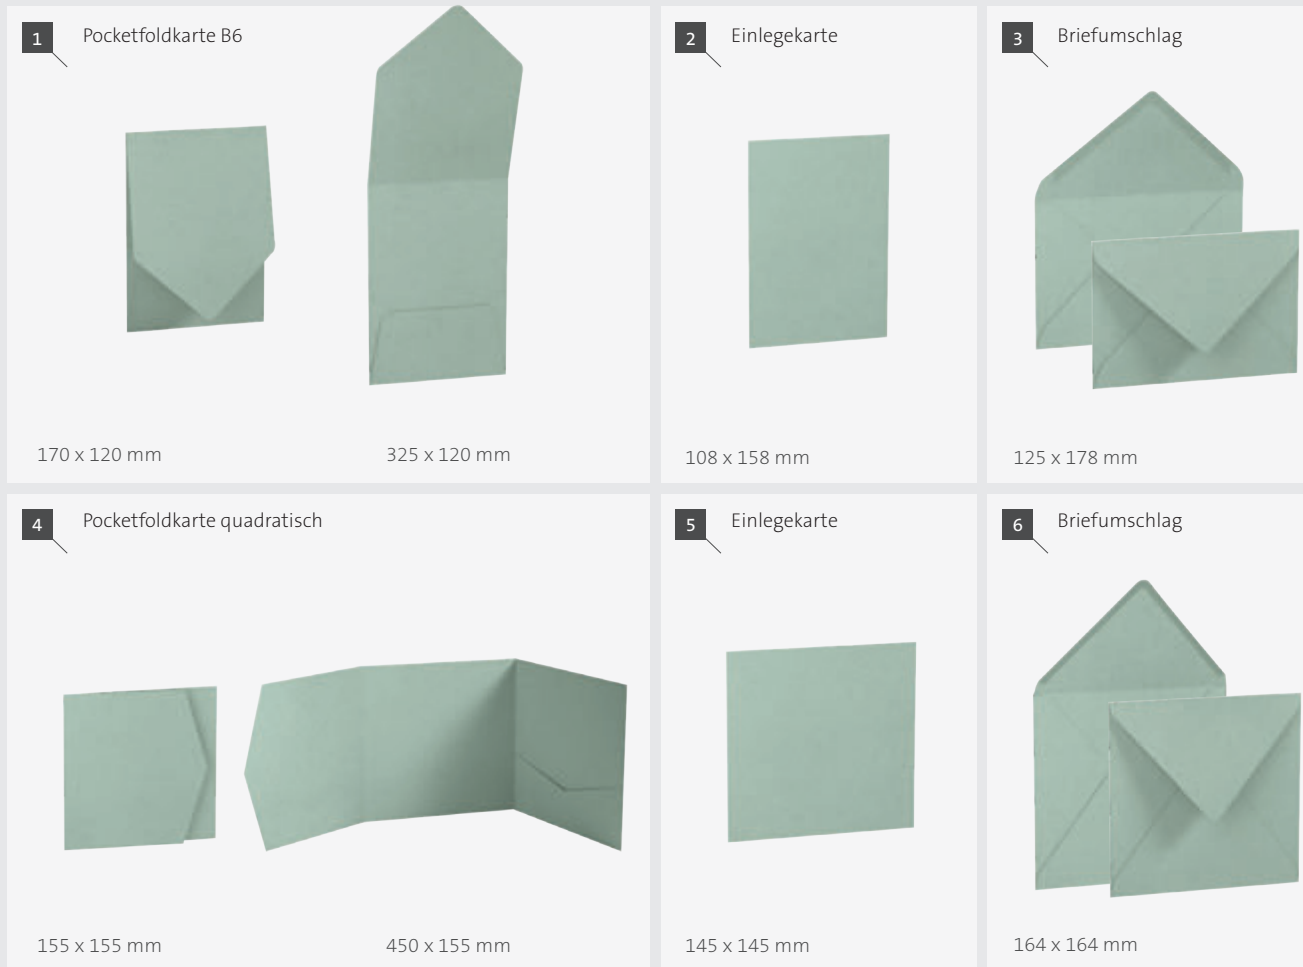 1 Pocketfoldkarte B6
170 x 120 mm 325 x 120 mm
2 Einlegekarte
108 x 158 mm
3 Briefumschlag
125 x 178 mm
4 Pocketfoldkarte quadratisch
155 x 155 mm 450 x 155 mm
5 Einlegekarte
145 x 145 mm
6 Briefumschlag
164 x 164 mm